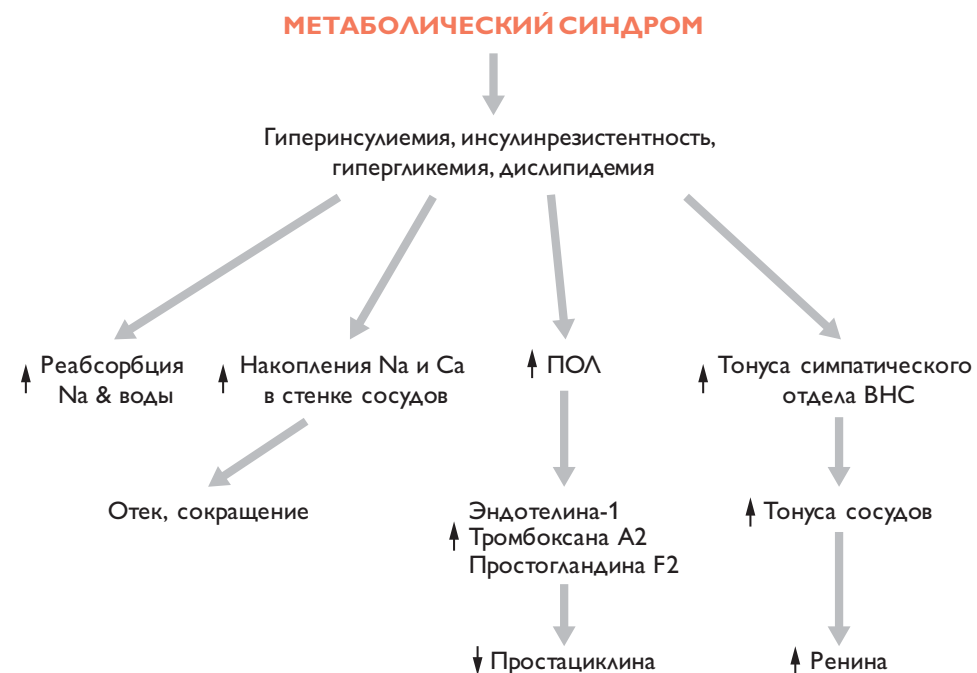 МЕТАБОЛИЧЕСКИЙ СИНДРОМ
Гиперинсулиемия, инсулинрезистентность,
гипергликемия, дислипидемия
Реабсорбция
Na & воды
Накопления Na и Ca
в стенке сосудов
ПОЛ
Тонуса симпатического
отдела ВНС
Отек, сокращение
Эндотелина-1
Тромбоксана А2
Простогландина F2
Тонуса сосудов
Простациклина
Ренина